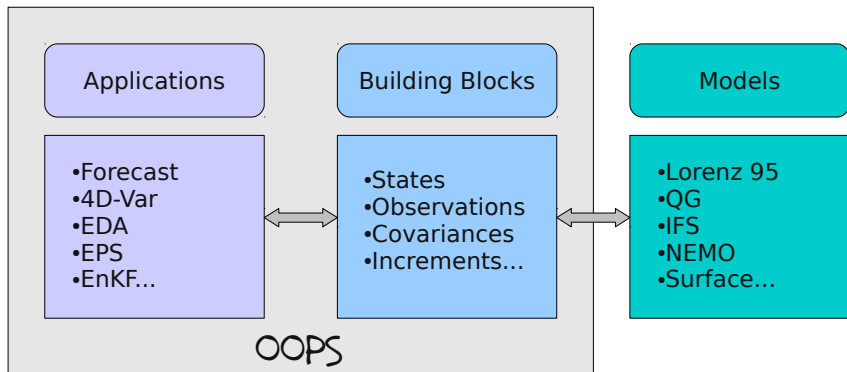 Applications
Building Blocks
Models
•Forecast
•4D-Var
•EDA
•EPS
•EnKF...
•States
•Observations
•Covariances
•Increments...
•Lorenz 95
•QG
•IFS
•NEMO
•Surface...
OOPS